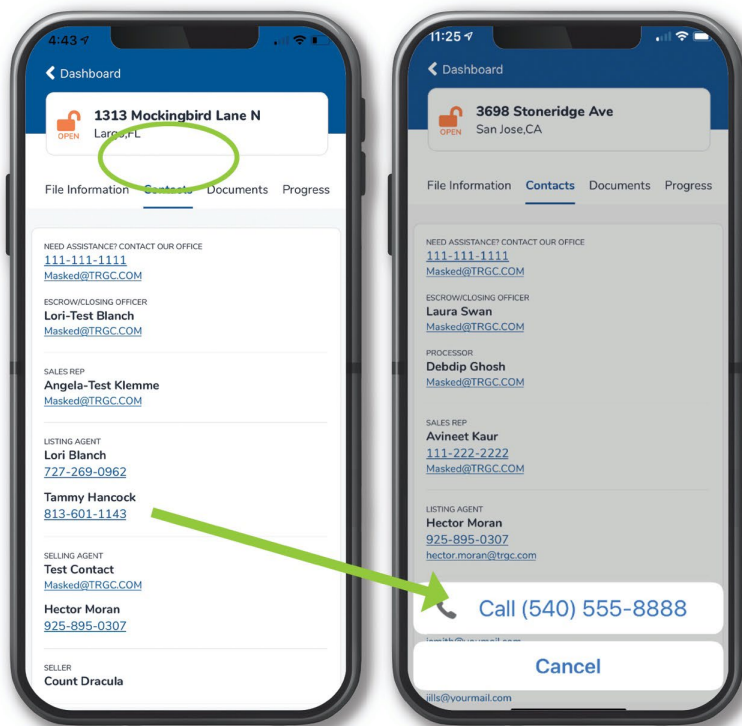 4:43
Dashboard
OPEN
1313 Mockingbird Lane N
Largo,FL
File Information Contacts Documents Progress
NEED ASSISTANCE? CONTACT OUR OFFICE
111-111-1111
Masked@TRGC.COM
ESCROW/CLOSING OFFICER
Lori-Test Blanch
Masked@TRGC.COM
SALES REP
Angela-Test Klemme
Masked@TRGC.COM
LISTING AGENT
Lori Blanch
727-269-0962
Tammy Hancock
813-601-1143
SELLING AGENT
Test Contact
Masked@TRGC.COM
Hector Moran
925-895-0307
SELLER
Count Dracula
11:25
Dashboard
OPEN
3698 Stoneridge Ave
San Jose,CA
File Information Contacts Documents Progress
NEED ASSISTANCE? CONTACT OUR OFFICE
111-111-1111
Masked@TRGC.COM
ESCROW/CLOSING OFFICER
Laura Swan
Masked@TRGC.COM
PROCESSOR
Debdip Ghosh
Masked@TRGC.COM
SALES REP
Avineet Kaur
111-222-2222
Masked@TRGC.COM
LISTING AGENT
Hector Moran
925-895-0307
hector.moran@trgc.com
Call (540) 555-8888
Cancel